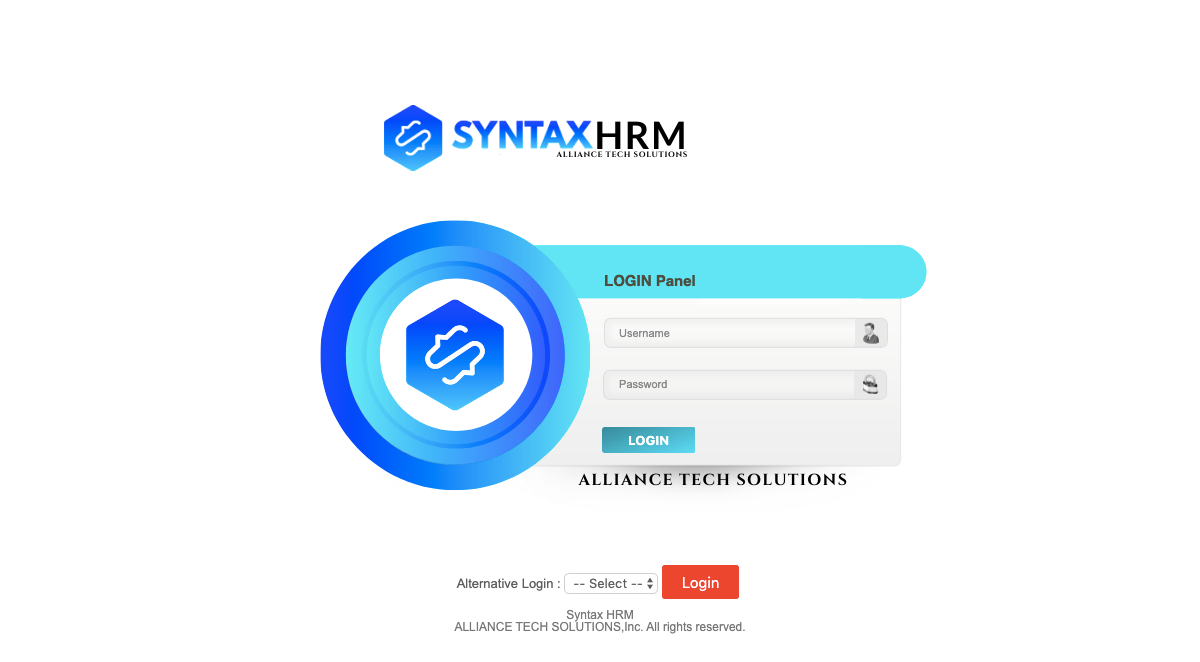 SYNTAXHRM
ALLIANCE TECH SOLUTIONS
LOGIN Panel
Username
Password
LOGIN
ALLIANCE TECH SOLUTIONS
Alternative Login : -- Select -- Login
Syntax HRM
ALLIANCE TECH SOLUTIONS,Inc. All rights reserved.